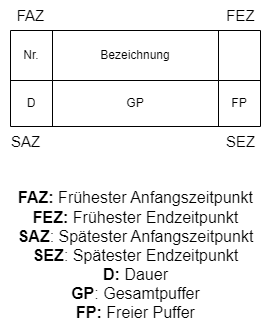 FAZ FEZ
Nr. Bezeichnung
D GP FP
SAZ SEZ
FAZ: Frühester Anfangszeitpunkt
FEZ: Frühester Endzeitpunkt
SAZ: Spätester Anfangszeitpunkt
SEZ: Spätester Endzeitpunkt
D: Dauer
GP: Gesamtpuffer
FP: Freier Puffer